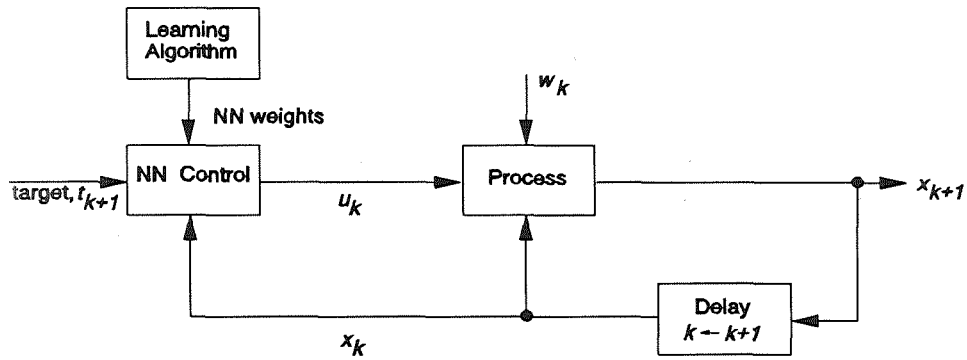 Learning
Algorithm
NN weights
w_k
target, t_{k+1}
NN Control
u_k
Process
x_{k+1}
Delay
k ← k+1
x_k